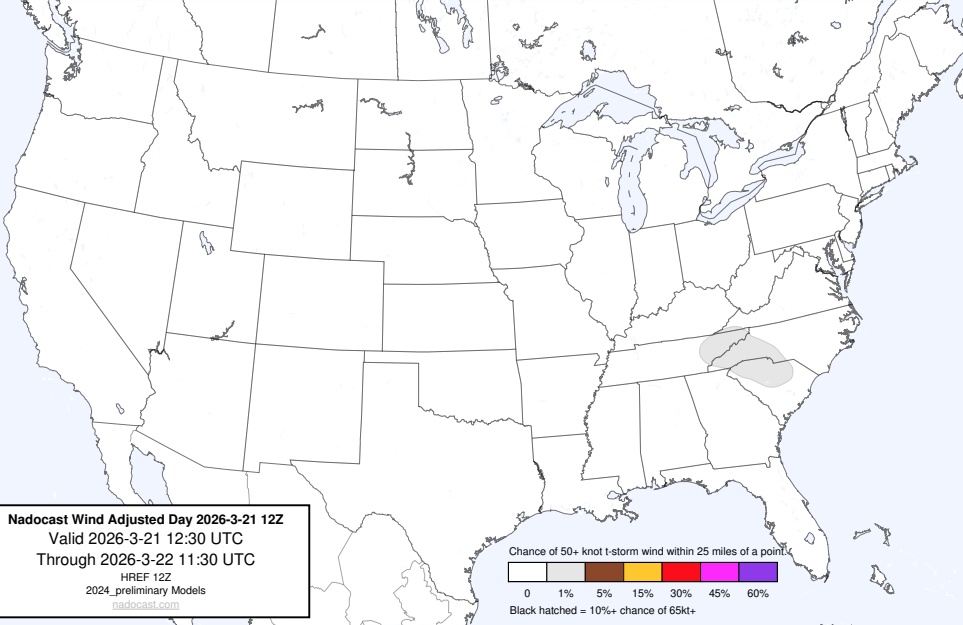 Nadocast Wind Adjusted Day 2026-3-21 12Z
Valid 2026-3-21 12:30 UTC
Through 2026-3-22 11:30 UTC
HREF 12Z
2024_preliminary Models
nadocast.com
Chance of 50+ knot t-storm wind within 25 miles of a point.
0 1% 5% 15% 30% 45% 60%
Black hatched = 10%+ chance of 65kt+